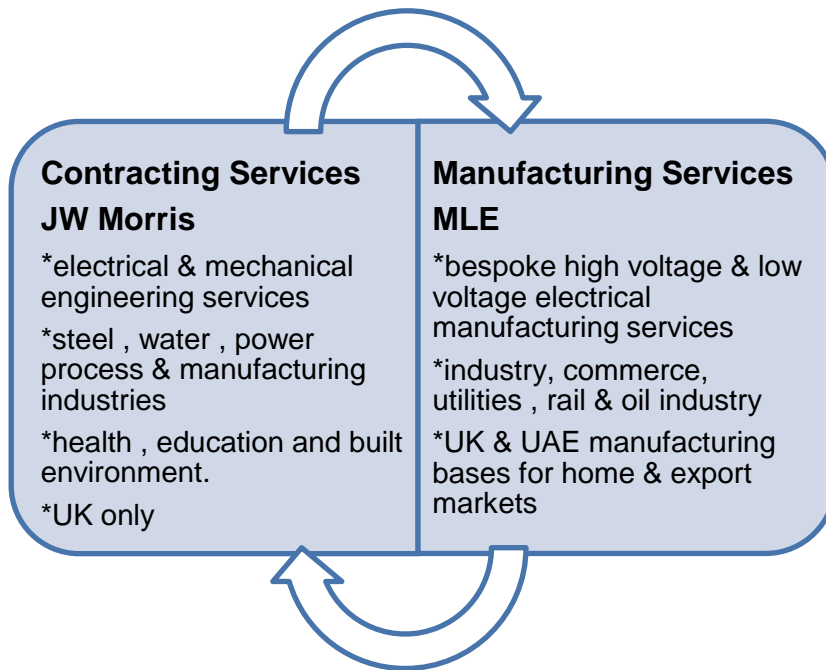 Contracting Services
JW Morris
*electrical & mechanical
engineering services
*steel , water , power
process & manufacturing
industries
*health , education and built
environment.
*UK only
Manufacturing Services
MLE
*bespoke high voltage & low
voltage electrical
manufacturing services
*industry, commerce,
utilities , rail & oil industry
*UK & UAE manufacturing
bases for home & export
markets